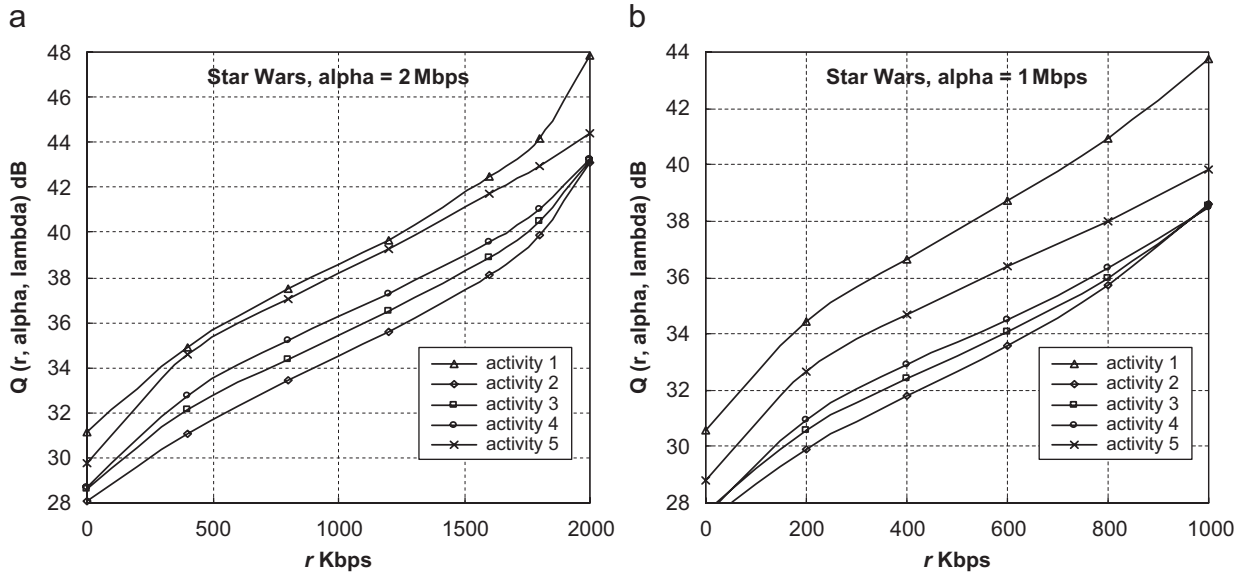 a
Star Wars, alpha = 2 Mbps
Q (r, alpha, lambda) dB
48
46
44
42
40
38
36
34
32
30
28
0
500
1000
1500
2000
r Kbps
activity 1
activity 2
activity 3
activity 4
activity 5
b
Star Wars, alpha = 1 Mbps
Q (r, alpha, lambda) dB
44
42
40
38
36
34
32
30
28
0
200
400
600
800
1000
r Kbps
activity 1
activity 2
activity 3
activity 4
activity 5